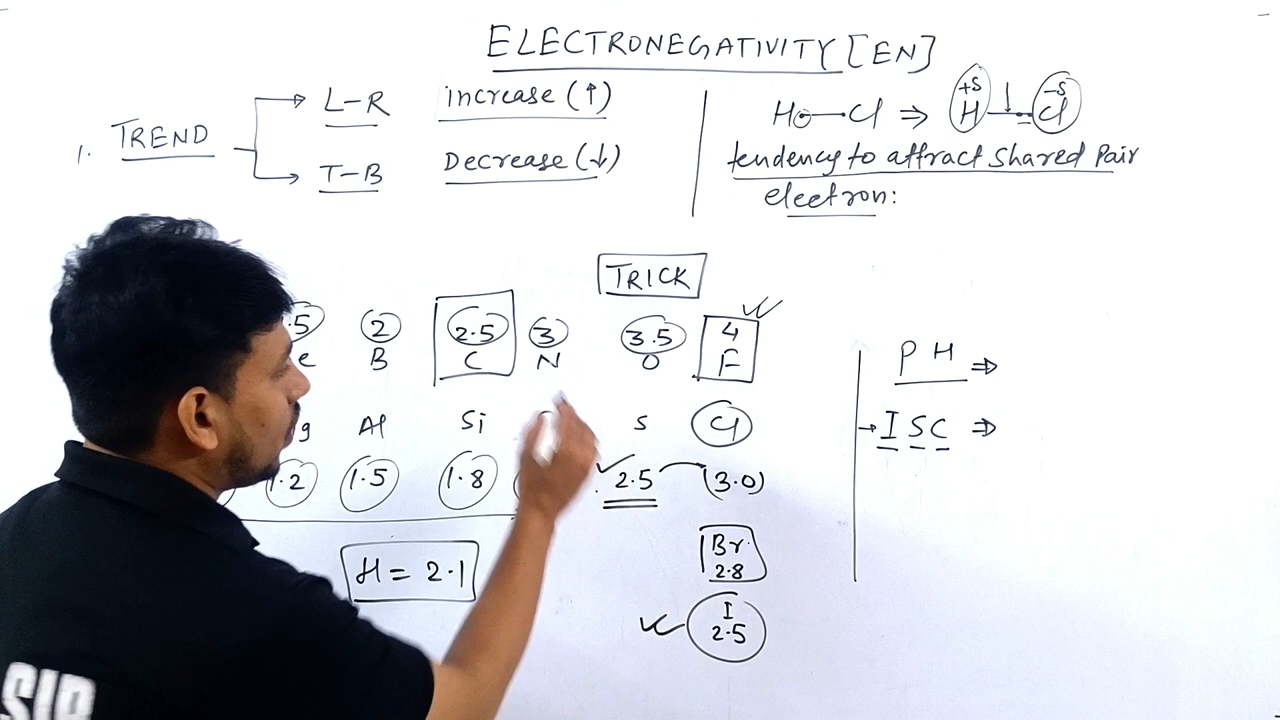 ELECTRONEGATIVITY [EN]
1. TREND
L-R increase (↑)
T-B Decrease (↓)
H—Cl ⇒ +δ H — -δ Cl
tendency to attract shared pair
electron:
TRICK
.5 2 2.5 3 3.5 4
e B C N O F
g Al Si S Cl
1.2 1.5 1.8 2.5 (3.0)
H = 2.1
Br
2.8
I
2.5
PH ⇒
→ISC ⇒
SIR